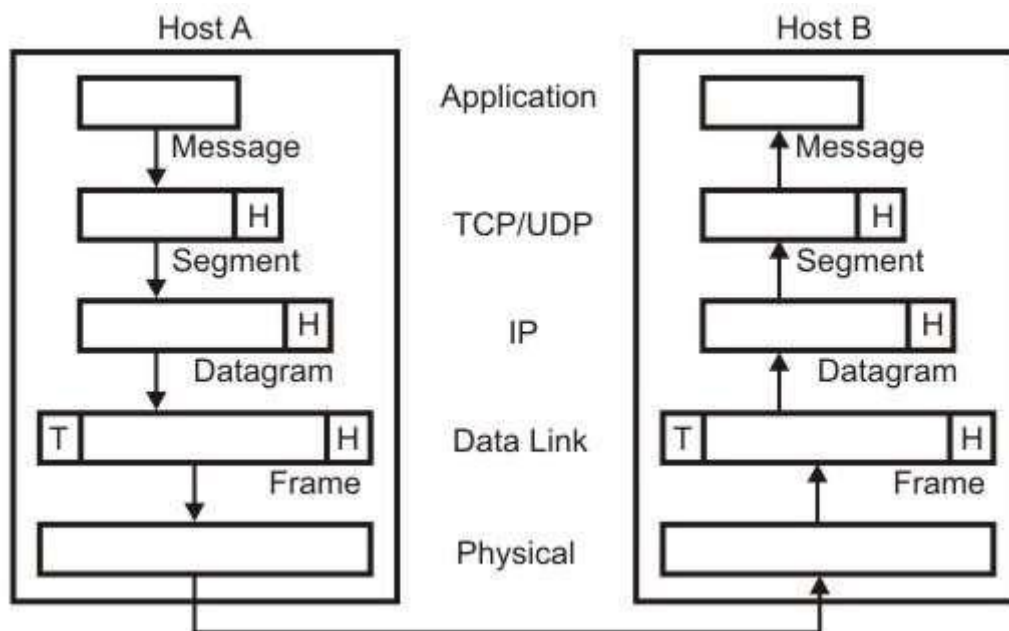 Host A Host B
Application
Message Message
H TCP/UDP H
Segment Segment
H IP H
Datagram Datagram
T H Data Link T H
Frame Frame
Physical